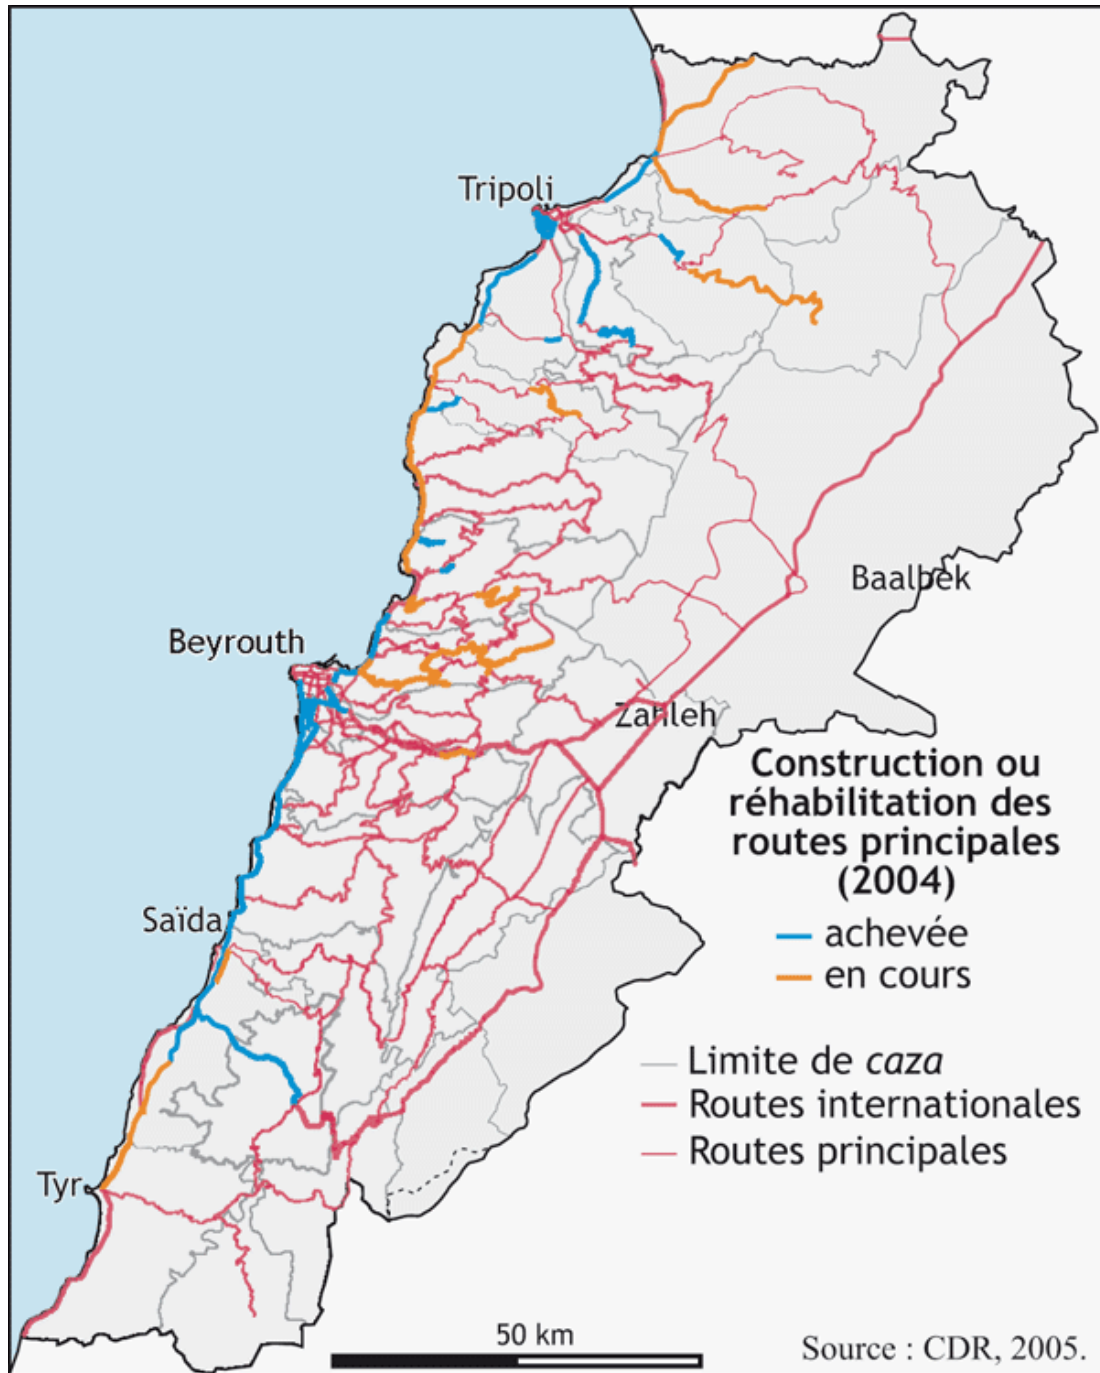 Tripoli
Baalbek
Beyrouth
Zahleh
Construction ou
réhabilitation des
routes principales
(2004)
achevée
en cours
Saïda
Limite de caza
Routes internationales
Routes principales
Tyr
50 km
Source : CDR, 2005.